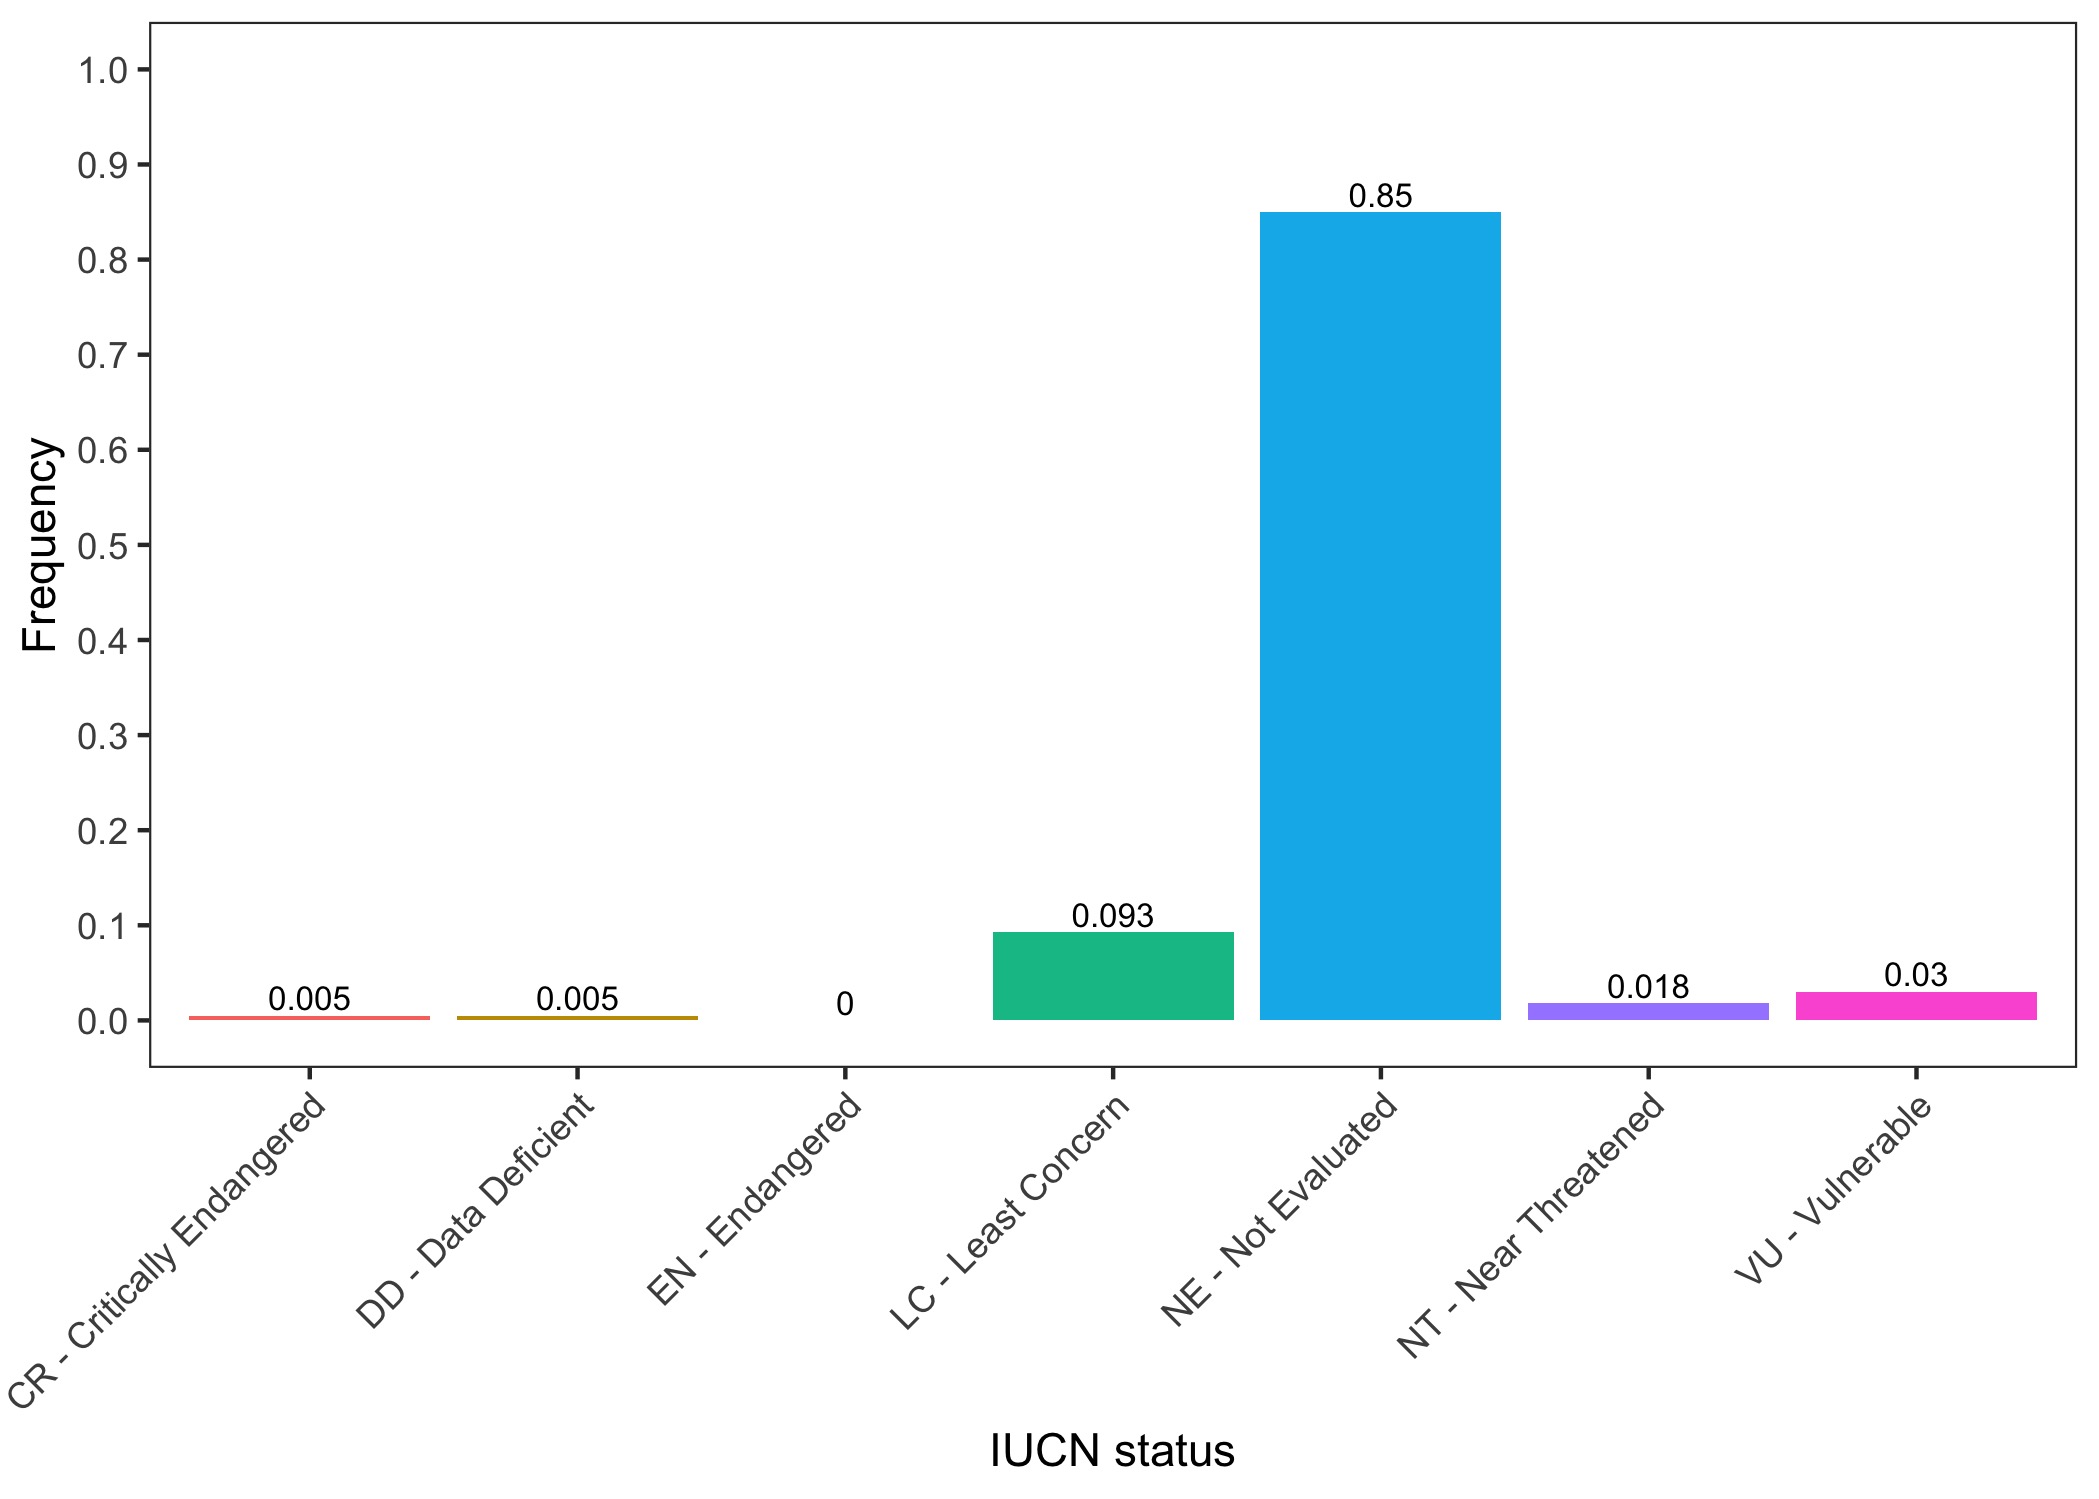 Frequency
1.0
0.9
0.8
0.7
0.6
0.5
0.4
0.3
0.2
0.1
0.0
0.005
0.005
0
0.093
0.85
0.018
0.03
CR - Critically Endangered
DD - Data Deficient
EN - Endangered
LC - Least Concern
NE - Not Evaluated
NT - Near Threatened
VU - Vulnerable
IUCN status